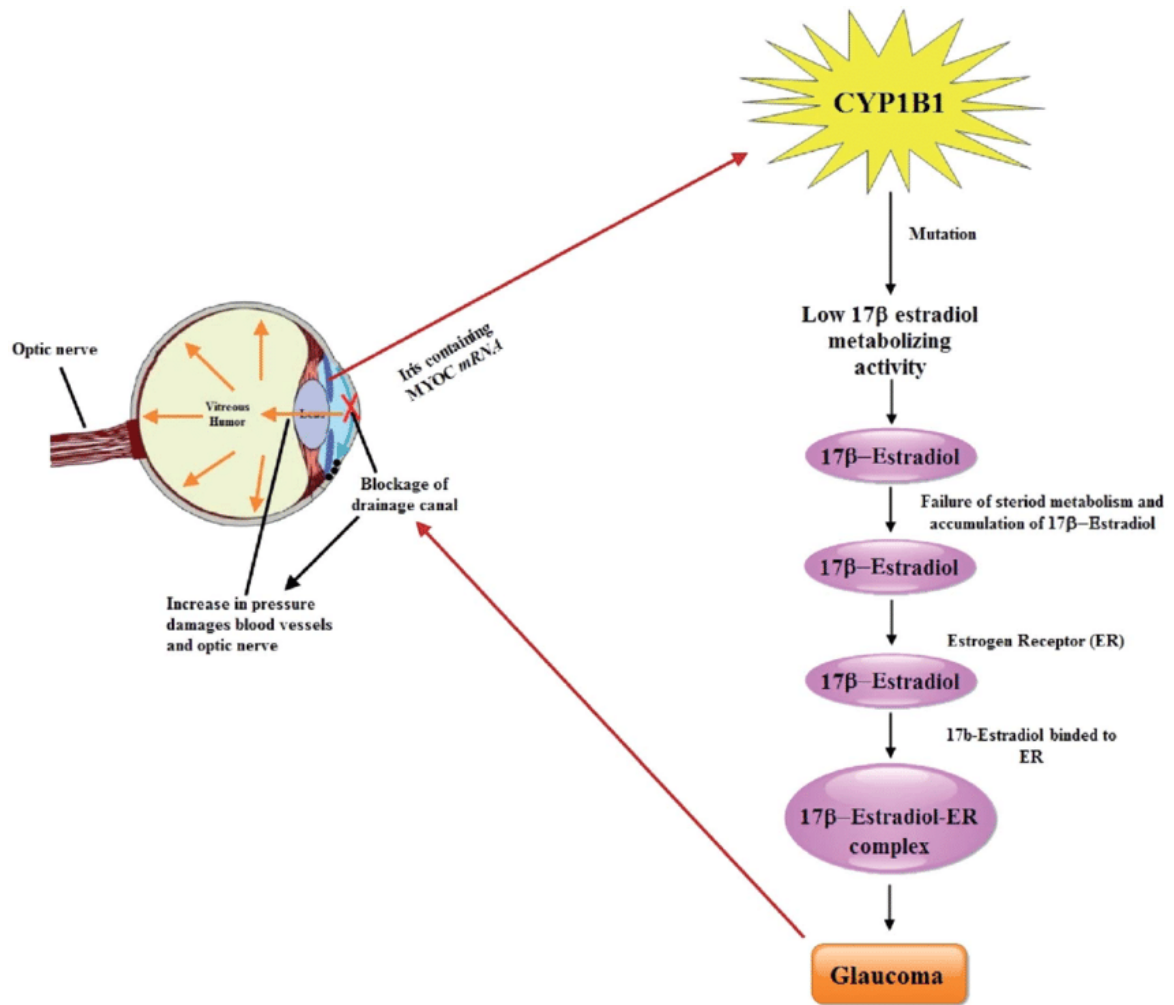 CYP1B1
Mutation
Low 17β estradiol
metabolizing
activity
17β–Estradiol
Failure of steriod metabolism and
accumulation of 17β–Estradiol
17β–Estradiol
Estrogen Receptor (ER)
17β–Estradiol
17b-Estradiol binded to
ER
17β–Estradiol-ER
complex
Glaucoma
Optic nerve
Vitreous
Humor
Lens
Iris containing
MYOC mRNA
Blockage of
drainage canal
Increase in pressure
damages blood vessels
and optic nerve